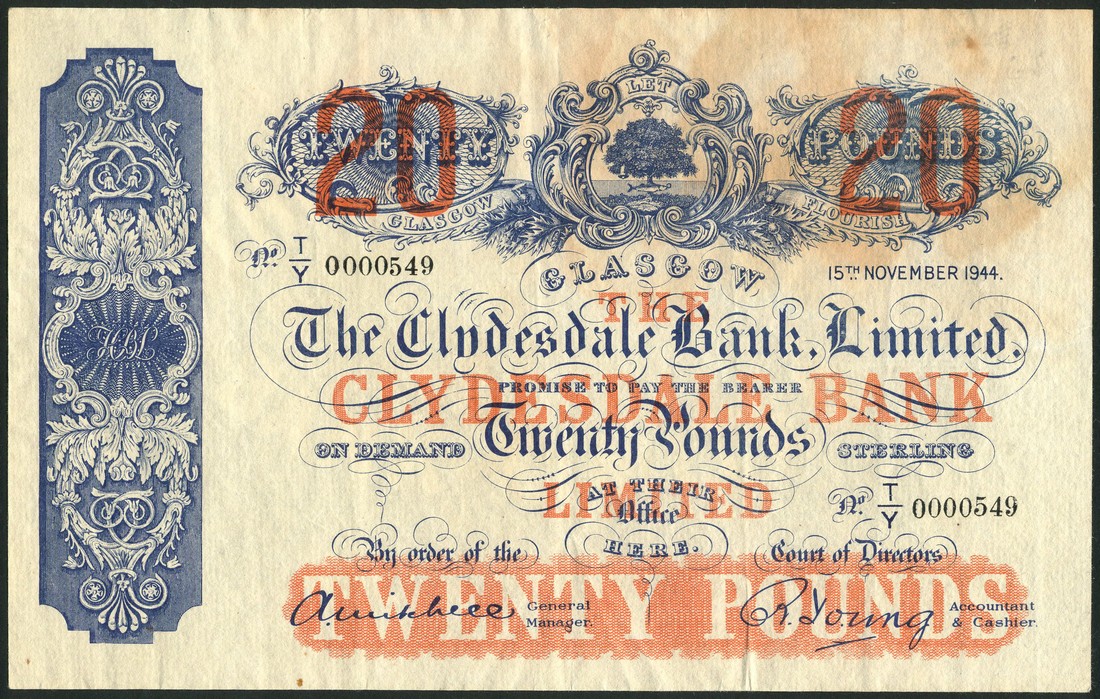 LET
20 20
TWENTY POUNDS
GLASGOW FLOURISH
No. T/Y 0000549
GLASGOW
15TH NOVEMBER 1944.
THE
The Clydesdale Bank, Limited.
PROMISE TO PAY THE BEARER
CLYDESDALE BANK
ON DEMAND Twenty Pounds STERLING
AT THEIR
LIMITED
Office
No. T/Y 0000549
HERE.
By order of the Court of Directors
TWENTY POUNDS
General
Manager.
R. Young
Accountant
& Cashier.